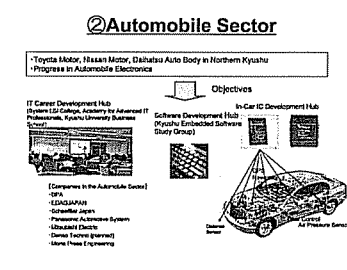 ②Automobile Sector
•Toyota Motor, Nissan Motor, Daihatsu Auto Body in Northern Kyushu
•Progress in Automobile Electronics
Objectives
IT Career Development Hub
(System LSI College, Academy for Advanced IT
Professionals, Kyushu University Business
School)
Software Development Hub
(Kyushu Embedded Software
Study Group)
In-Car IC Development Hub
[Companies in the Automobile Sector]
•DPA
•EDAGJAPAN
•Schaeffler Japan
•Panasonic Automotive System
•Mitsubishi Electric
•Denso Techno (planned)
•Mono Press Engineering
Distance
Sensor
Control
Air Pressure Sensor